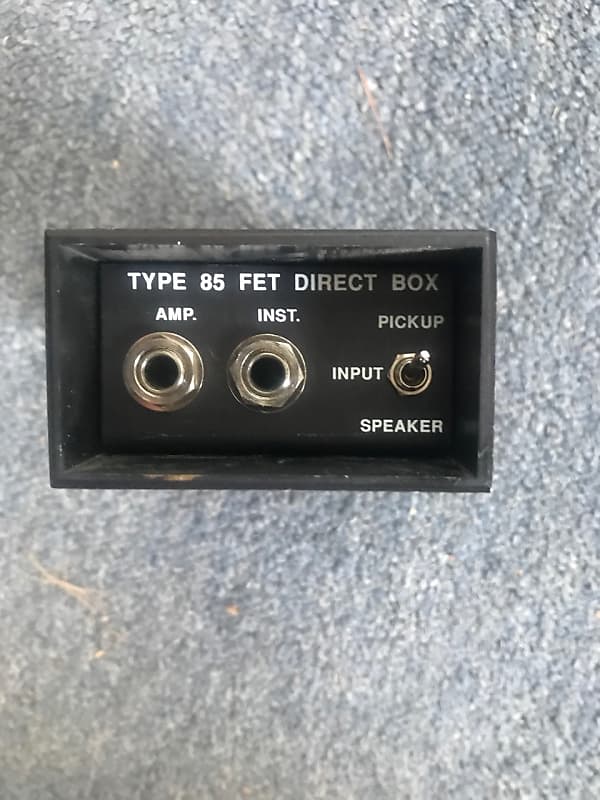 TYPE 85 FET DIRECT BOX
AMP. INST.
PICKUP
INPUT
SPEAKER